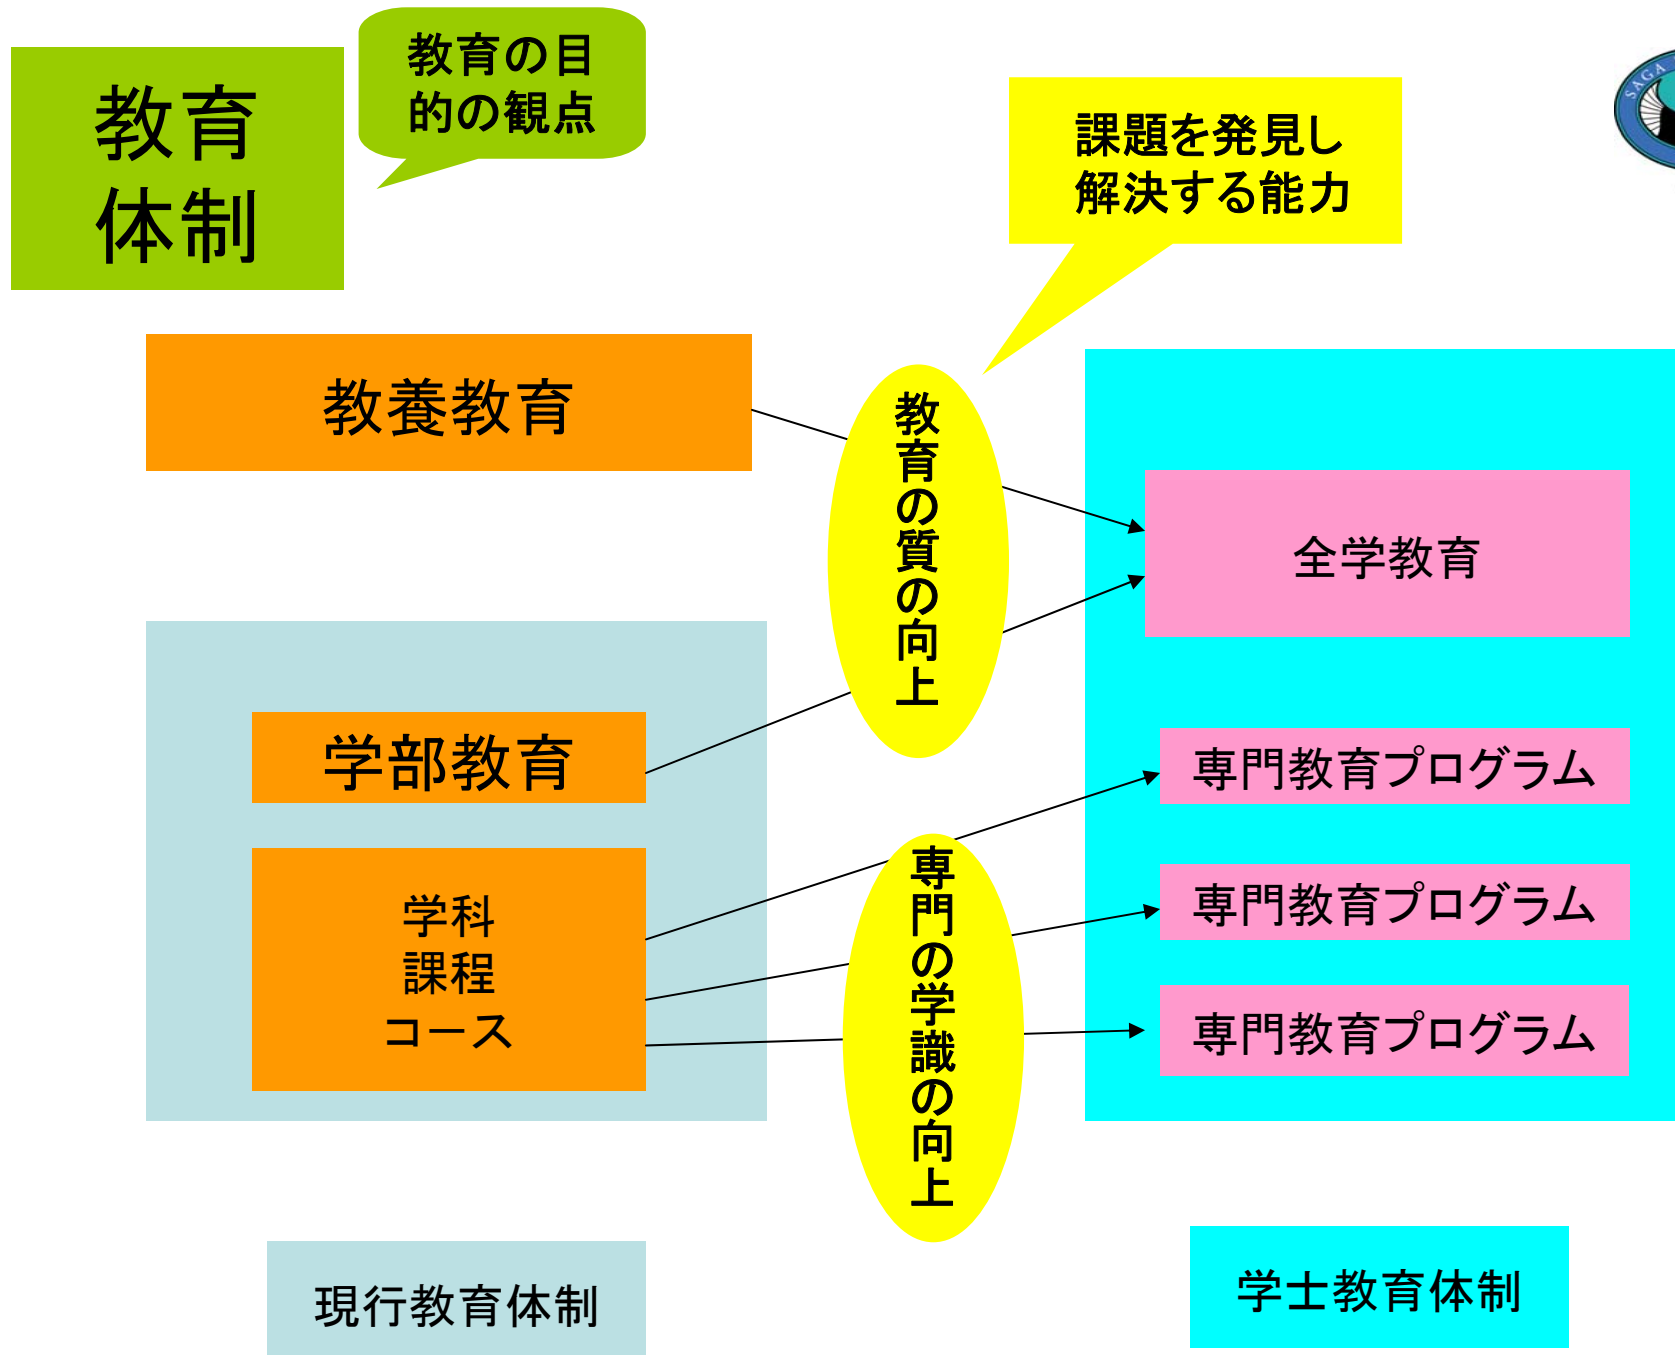 教育
体制
教育の目
的の観点
課題を発見し
解決する能力
SAGA
教養教育
教育の質の向上
全学教育
学部教育
専門教育プログラム
学科
課程
コース
専門の学識の向上
専門教育プログラム
専門教育プログラム
現行教育体制
学士教育体制